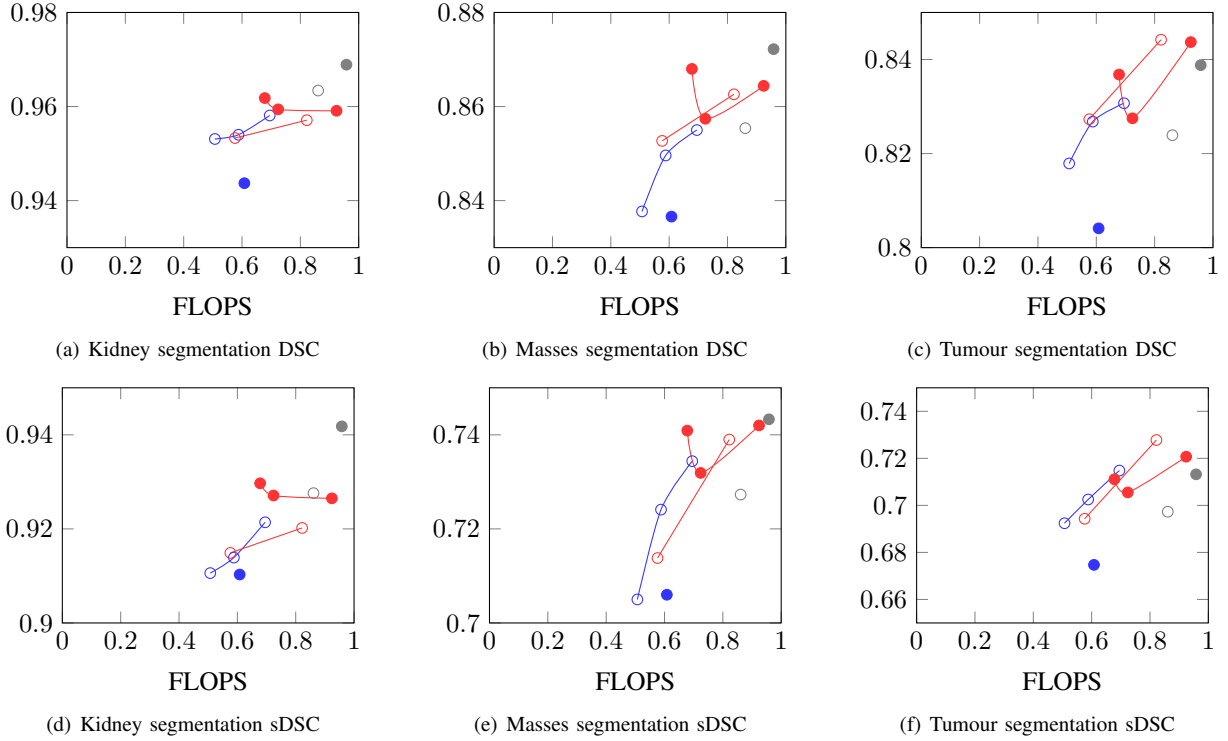 0.98
0.96
0.94
0 0.2 0.4 0.6 0.8 1
FLOPS
(a) Kidney segmentation DSC
0.88
0.86
0.84
0 0.2 0.4 0.6 0.8 1
FLOPS
(b) Masses segmentation DSC
0.84
0.82
0.8
0 0.2 0.4 0.6 0.8 1
FLOPS
(c) Tumour segmentation DSC
0.94
0.92
0.9
0 0.2 0.4 0.6 0.8 1
FLOPS
(d) Kidney segmentation sDSC
0.74
0.72
0.7
0 0.2 0.4 0.6 0.8 1
FLOPS
(e) Masses segmentation sDSC
0.74
0.72
0.7
0.68
0.66
0 0.2 0.4 0.6 0.8 1
FLOPS
(f) Tumour segmentation sDSC